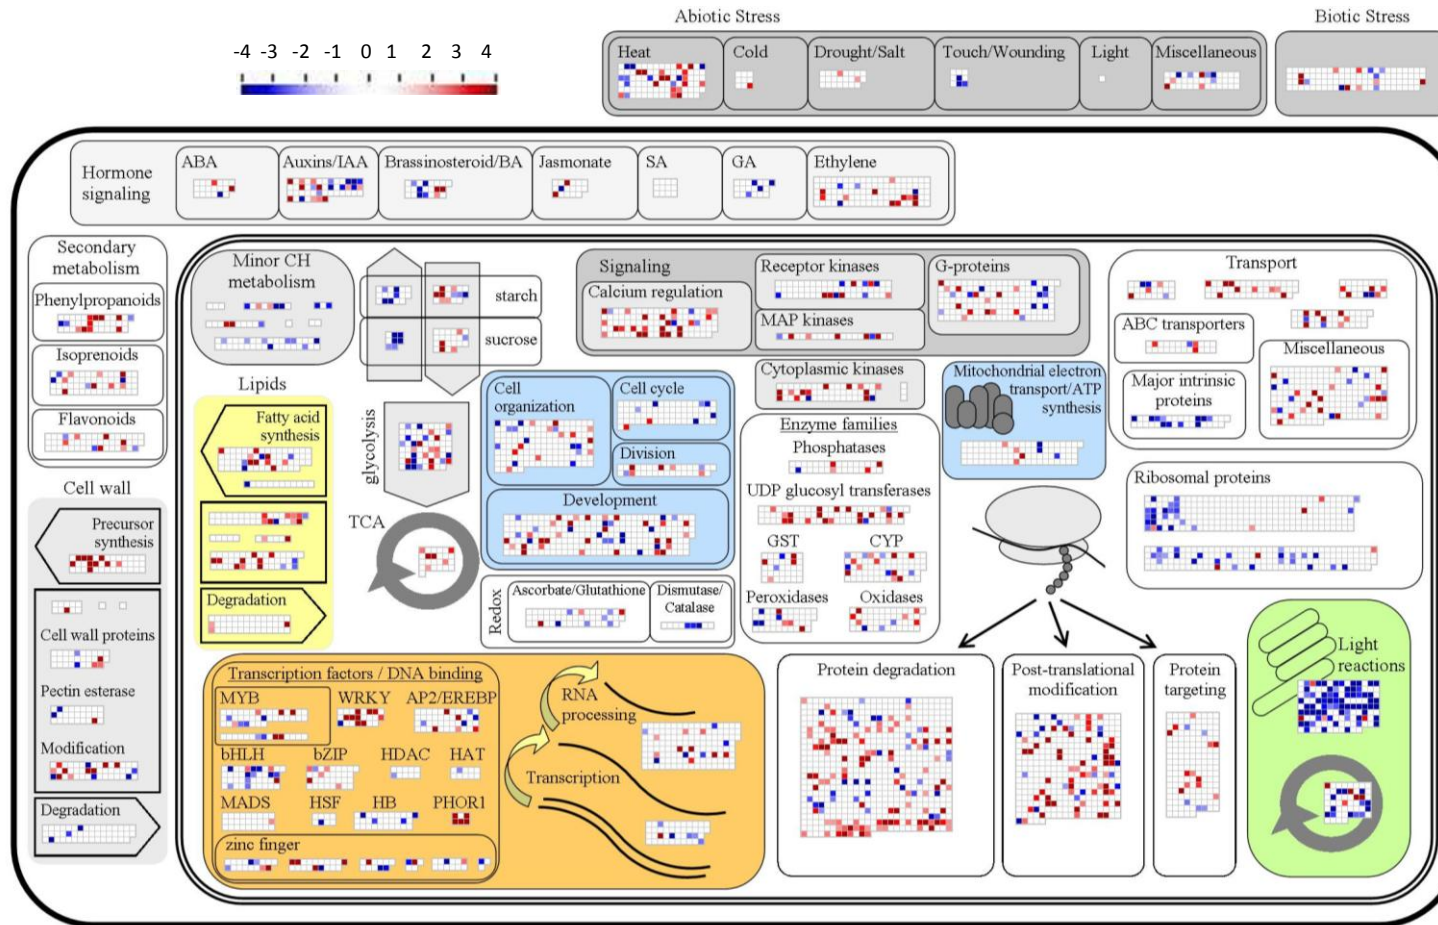 Abiotic Stress
Biotic Stress
-4 -3 -2 -1 0 1 2 3 4
Heat
Cold
Drought/Salt
Touch/Wounding
Light
Miscellaneous
Hormone
signaling
ABA
Auxins/IAA
Brassinosteroid/BA
Jasmonate
SA
GA
Ethylene
Secondary
metabolism
Phenylpropanoids
Isoprenoids
Flavonoids
Minor CH
metabolism
starch
sucrose
Signaling
Calcium regulation
Receptor kinases
MAP kinases
G-proteins
Cytoplasmic kinases
Transport
ABC transporters
Major intrinsic
proteins
Miscellaneous
Lipids
Fatty acid
synthesis
Degradation
glycolysis
TCA
Cell
organization
Cell cycle
Division
Development
Enzyme families
Phosphatases
UDP glucosyl transferases
GST
CYP
Peroxidases
Oxidases
Mitochondrial electron
transport/ATP
synthesis
Ribosomal proteins
Cell wall
Precursor
synthesis
Cell wall proteins
Pectin esterase
Modification
Degradation
Redox
Ascorbate/Glutathione
Dismutase/
Catalase
Transcription factors / DNA binding
MYB
WRKY
AP2/EREBP
bHLH
bZIP
HDAC
HAT
MADS
HSF
HB
PHOR1
zinc finger
RNA
processing
Transcription
Protein degradation
Post-translational
modification
Protein
targeting
Light
reactions